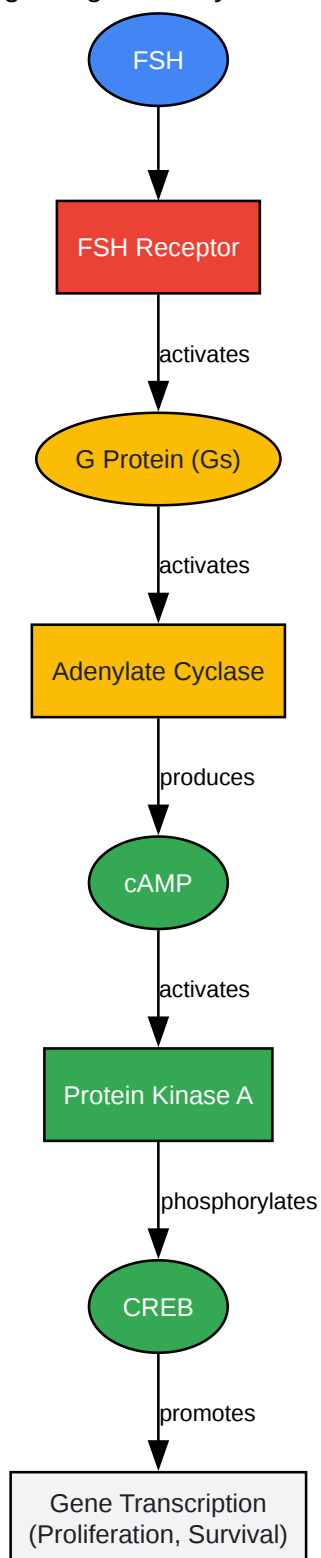 FSH
FSH Receptor
activates
G Protein (Gs)
activates
Adenylate Cyclase
produces
cAMP
activates
Protein Kinase A
phosphorylates
CREB
promotes
Gene Transcription
(Proliferation, Survival)